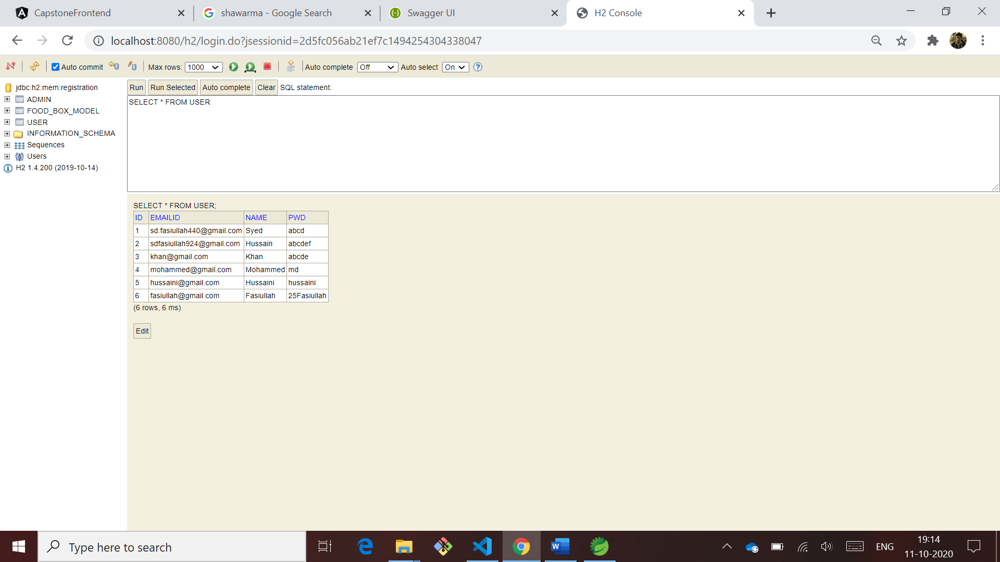 CapstoneFrontend
shawarma - Google Search
Swagger UI
H2 Console
localhost:8080/h2/login.do?jsessionid=2d5fc056ab21ef7c1494254304338047
Auto commit Max rows: 1000 Auto complete Off Auto select On
jdbc:h2:mem:registration
ADMIN
FOOD_BOX_MODEL
USER
INFORMATION_SCHEMA
Sequences
Users
H2 1.4.200 (2019-10-14)
Run Run Selected Auto complete Clear SQL statement:
SELECT * FROM USER
SELECT * FROM USER;
ID EMAILID NAME PWD
1 sd.fasiullah440@gmail.com Syed abcd
2 sdfasiullah924@gmail.com Hussain abcdef
3 khan@gmail.com Khan abcde
4 mohammed@gmail.com Mohammed md
5 hussaini@gmail.com Hussaini hussaini
6 fasiullah@gmail.com Fasiullah 25Fasiullah
(6 rows, 6 ms)
Edit
Type here to search
ENG
19:14
11-10-2020